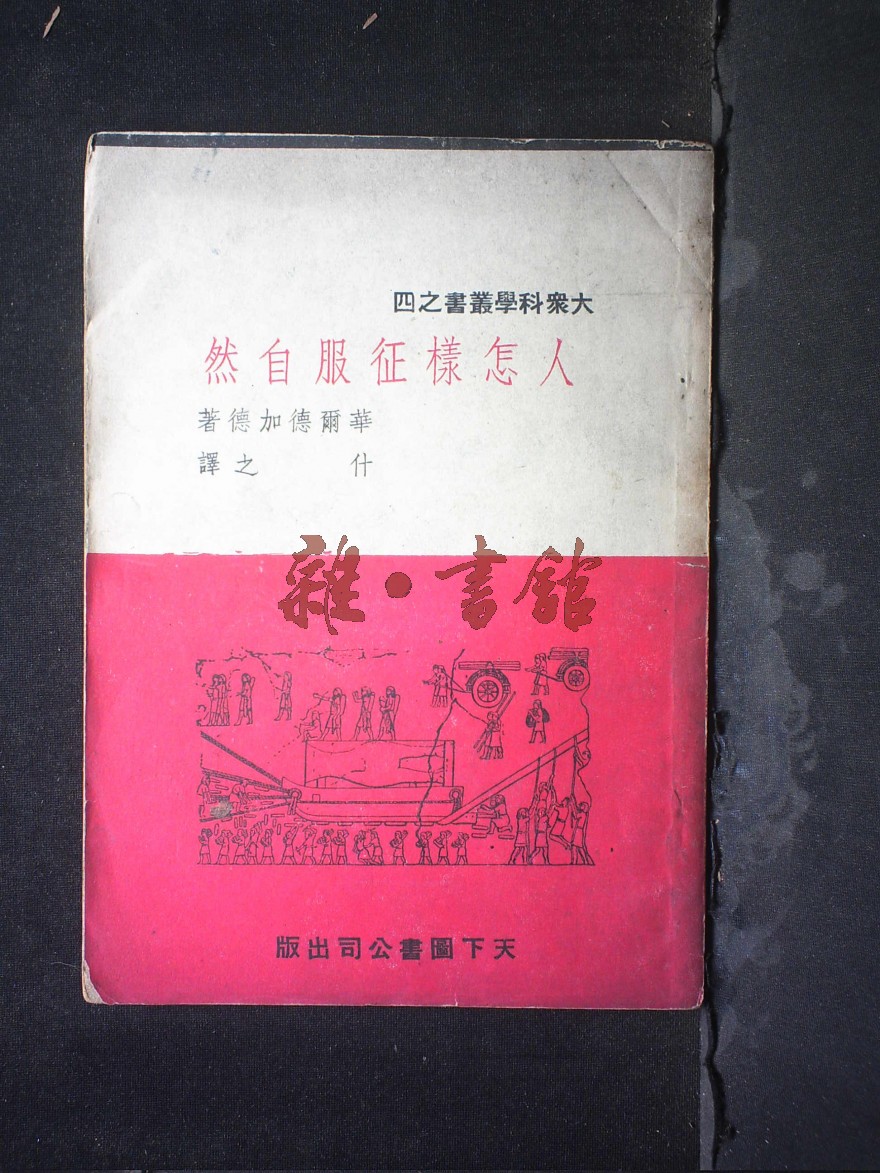 大衆科學叢書之四
人怎樣征服自然
華爾德加德著
什之譯
雜·書館
天下圖書公司出版